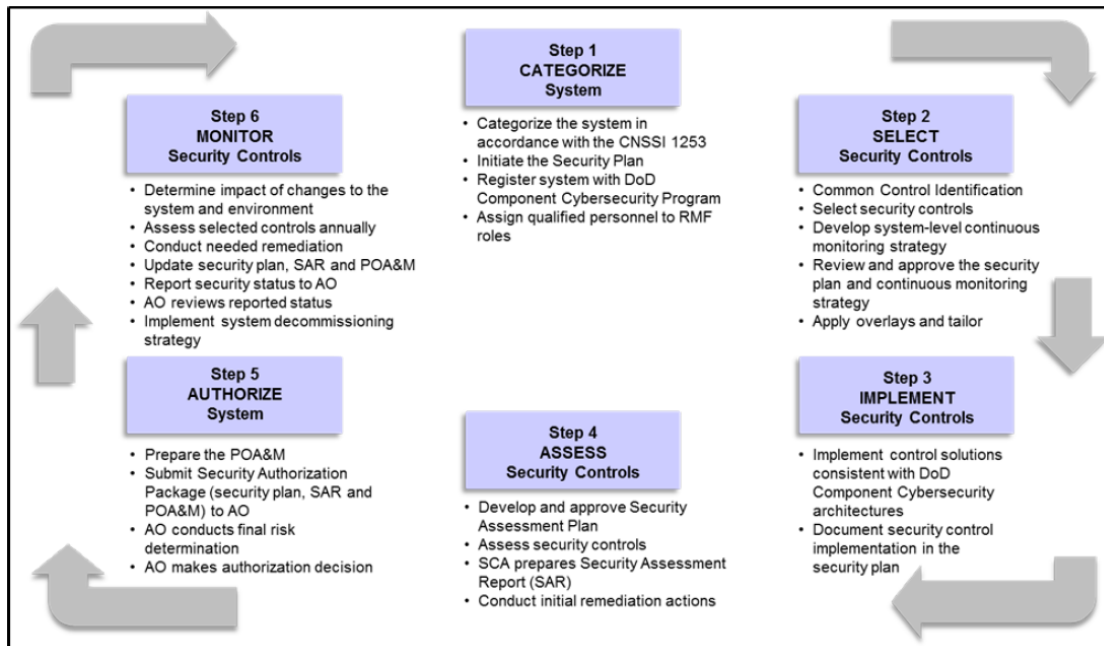 Step 1
CATEGORIZE
System
• Categorize the system in
accordance with the CNSSI 1253
• Initiate the Security Plan
• Register system with DoD
Component Cybersecurity Program
• Assign qualified personnel to RMF
roles
Step 2
SELECT
Security Controls
• Common Control Identification
• Select security controls
• Develop system-level continuous
monitoring strategy
• Review and approve the security
plan and continuous monitoring
strategy
• Apply overlays and tailor
Step 3
IMPLEMENT
Security Controls
• Implement control solutions
consistent with DoD
Component Cybersecurity
architectures
• Document security control
implementation in the
security plan
Step 4
ASSESS
Security Controls
• Develop and approve Security
Assessment Plan
• Assess security controls
• SCA prepares Security Assessment
Report (SAR)
• Conduct initial remediation actions
Step 5
AUTHORIZE
System
• Prepare the POA&M
• Submit Security Authorization
Package (security plan, SAR and
POA&M) to AO
• AO conducts final risk
determination
• AO makes authorization decision
Step 6
MONITOR
Security Controls
• Determine impact of changes to the
system and environment
• Assess selected controls annually
• Conduct needed remediation
• Update security plan, SAR and POA&M
• Report security status to AO
• AO reviews reported status
• Implement system decommissioning
strategy